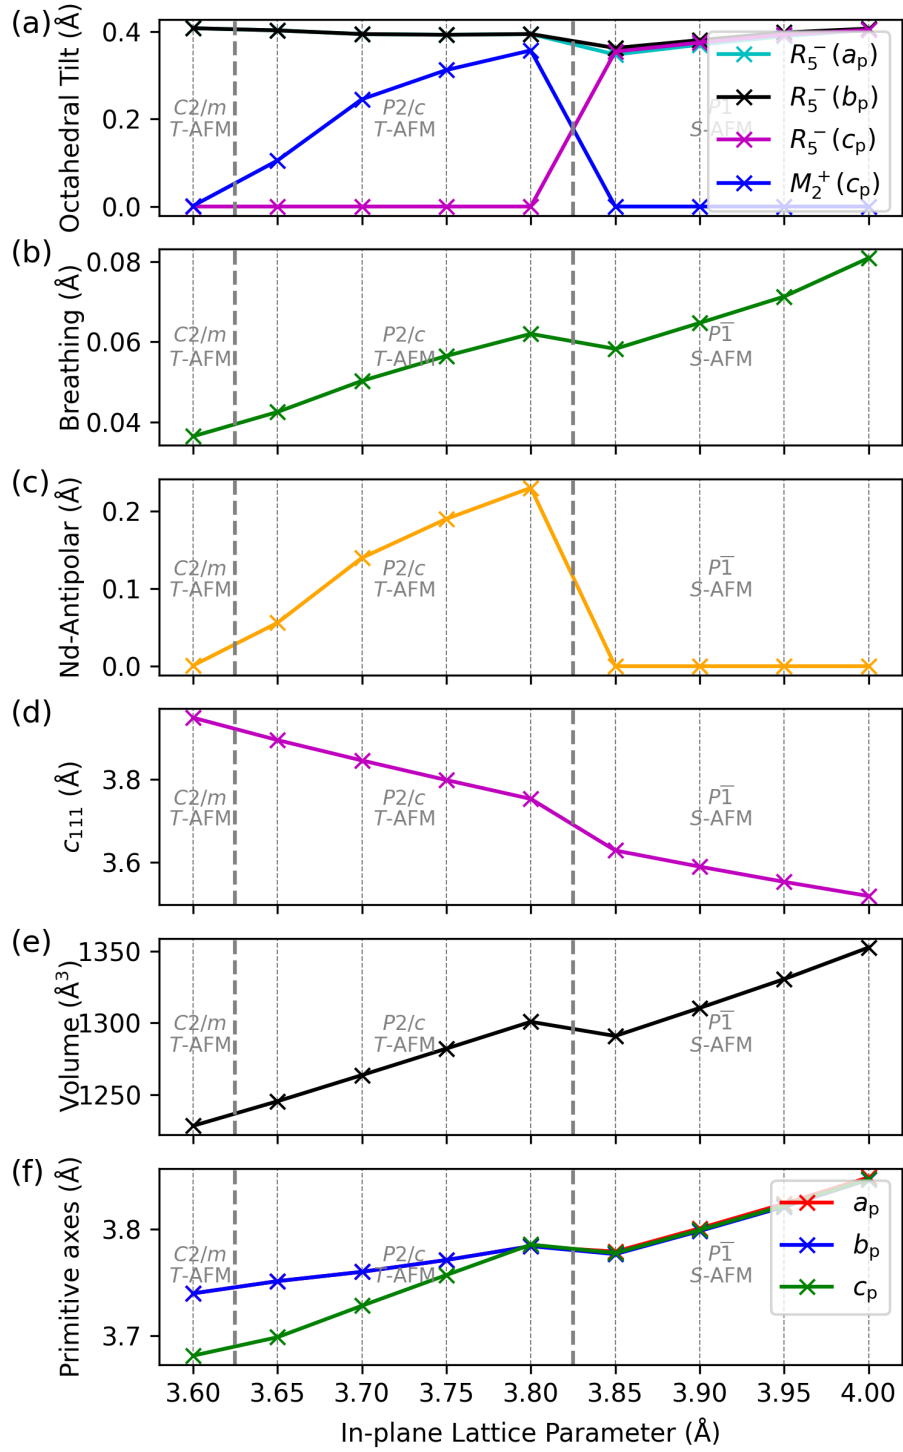 (a)
Octahedral Tilt (Å)
0.4
0.2
0.0
C2/m
T-AFM
P2/c
T-AFM
P1̅
S-AFM
R₅⁻(aₚ)
R₅⁻(bₚ)
R₅⁻(cₚ)
M₂⁺(cₚ)
(b)
Breathing (Å)
0.08
0.06
0.04
C2/m
T-AFM
P2/c
T-AFM
P1̅
S-AFM
(c)
Nd-Antipolar (Å)
0.2
0.1
0.0
C2/m
T-AFM
P2/c
T-AFM
P1̅
S-AFM
(d)
c₁₁₁ (Å)
3.8
3.6
C2/m
T-AFM
P2/c
T-AFM
P1̅
S-AFM
(e)
Volume (Å³)
1350
1300
1250
C2/m
T-AFM
P2/c
T-AFM
P1̅
S-AFM
(f)
Primitive axes (Å)
3.8
3.7
C2/m
T-AFM
P2/c
T-AFM
P1̅
S-AFM
aₚ
bₚ
cₚ
3.60 3.65 3.70 3.75 3.80 3.85 3.90 3.95 4.00
In-plane Lattice Parameter (Å)